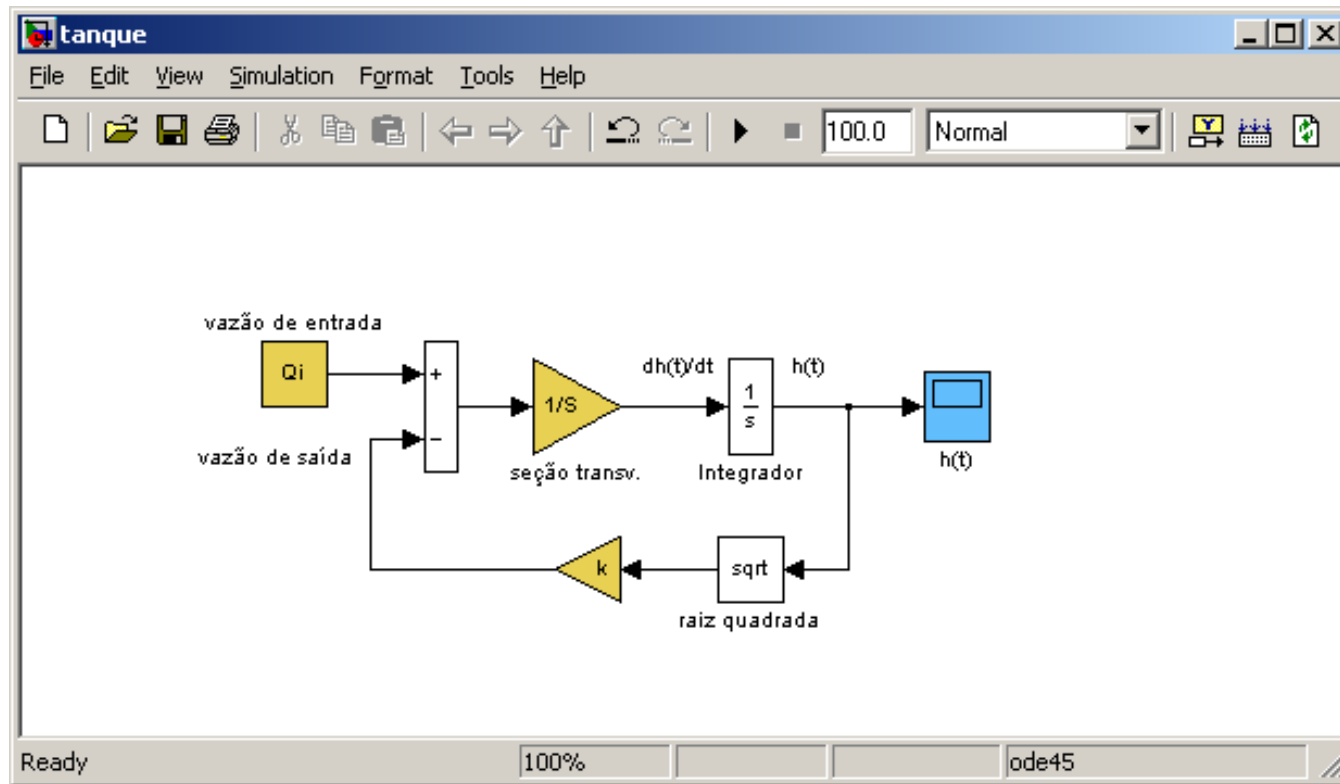 tanque
File Edit View Simulation Format Tools Help
100.0 Normal
vazão de entrada
Qi
+
dh(t)/dt
h(t)
1/S
1
s
−
vazão de saída
seção transv.
Integrador
h(t)
k
sqrt
raiz quadrada
Ready 100% ode45